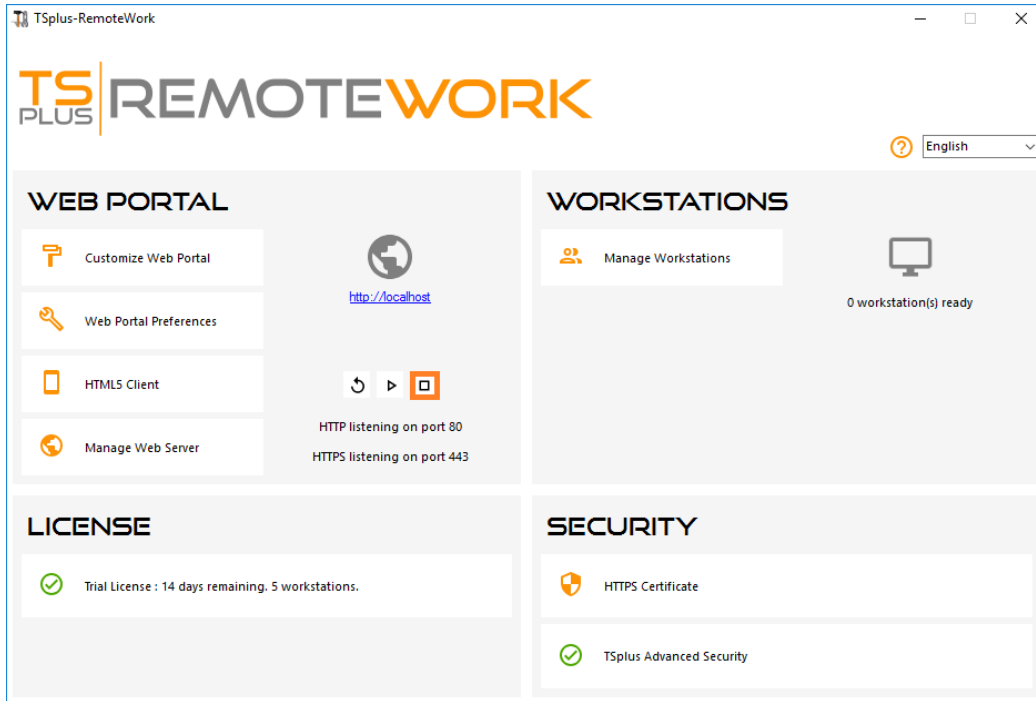 TSplus-RemoteWork
TS PLUS REMOTEWORK
English
WEB PORTAL
Customize Web Portal
Web Portal Preferences
HTML5 Client
Manage Web Server
http://localhost
HTTP listening on port 80
HTTPS listening on port 443
WORKSTATIONS
Manage Workstations
0 workstation(s) ready
LICENSE
Trial License : 14 days remaining. 5 workstations.
SECURITY
HTTPS Certificate
TSplus Advanced Security